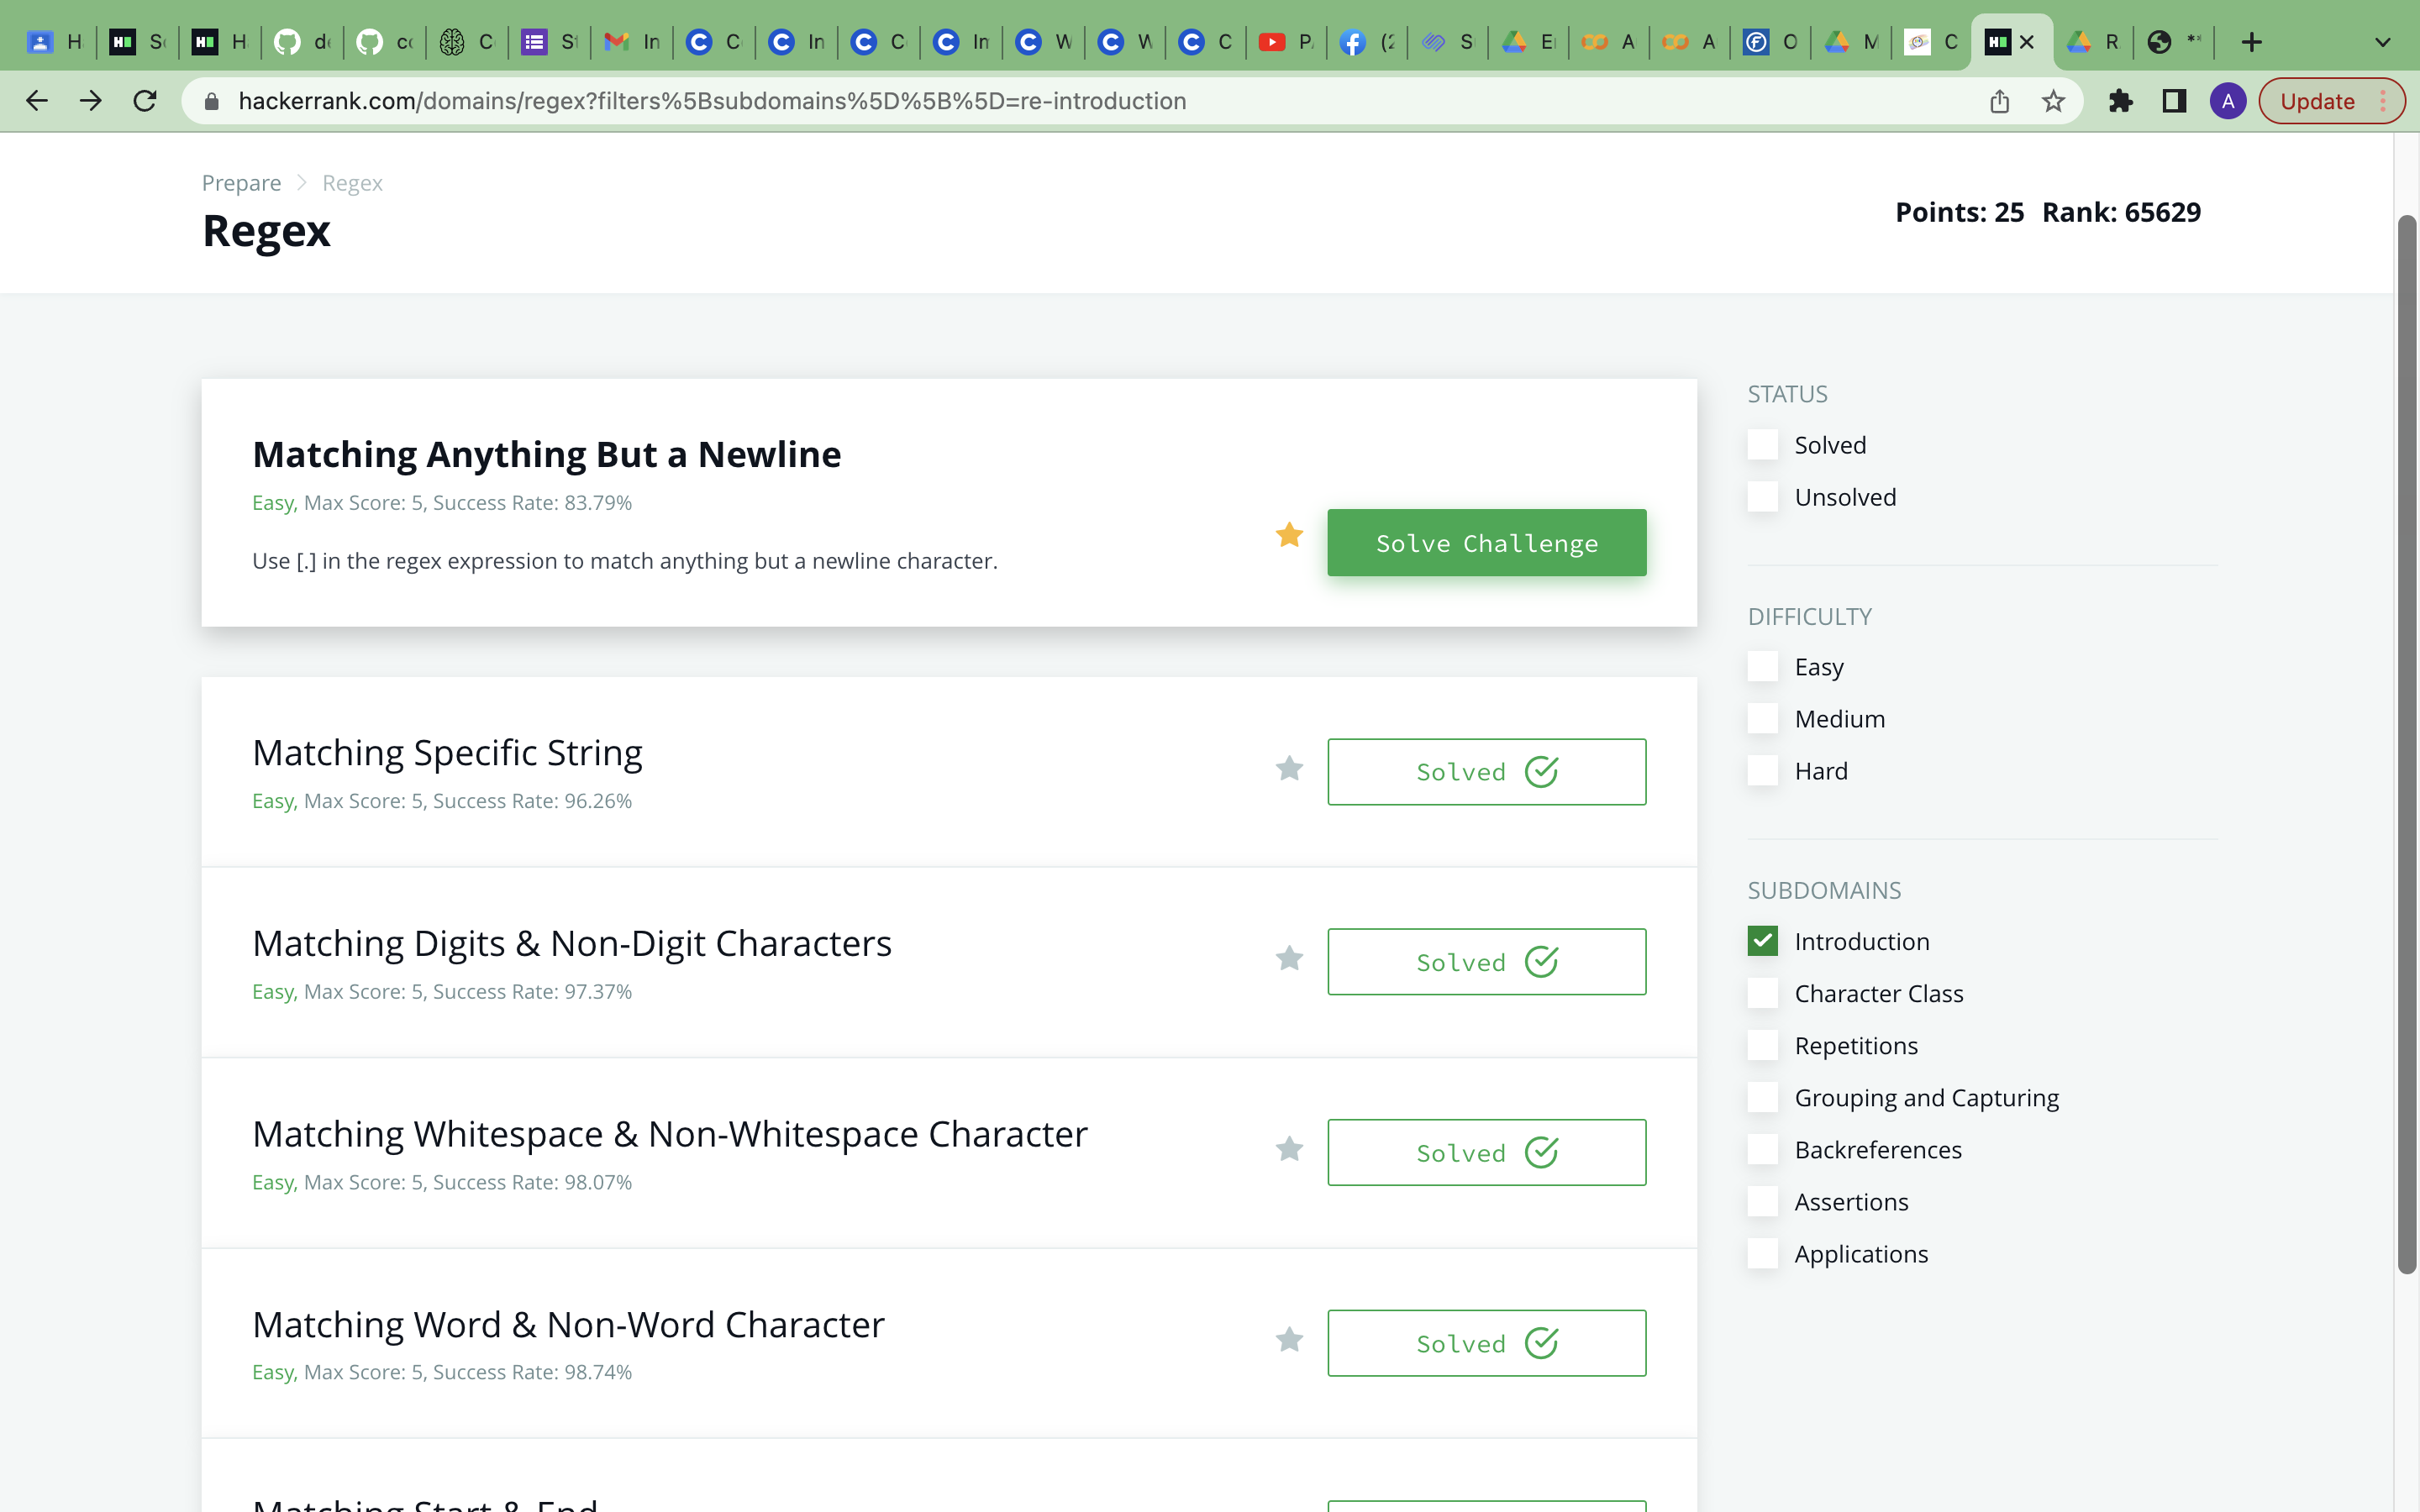 H
S
H
d
c
C
S
In
C
In
C
In
W
W
C
P
(2
S
E
A
A
O
M
C
R
*
hackerrank.com/domains/regex?filters%5Bsubdomains%5D%5B%5D=re-introduction
A
Update
Prepare
Regex
Regex
Points: 25 Rank: 65629
Matching Anything But a Newline
Easy, Max Score: 5, Success Rate: 83.79%
Use [.] in the regex expression to match anything but a newline character.
Solve Challenge
Matching Specific String
Easy, Max Score: 5, Success Rate: 96.26%
Solved
Matching Digits & Non-Digit Characters
Easy, Max Score: 5, Success Rate: 97.37%
Solved
Matching Whitespace & Non-Whitespace Character
Easy, Max Score: 5, Success Rate: 98.07%
Solved
Matching Word & Non-Word Character
Easy, Max Score: 5, Success Rate: 98.74%
Solved
Matching Start & End
STATUS
Solved
Unsolved
DIFFICULTY
Easy
Medium
Hard
SUBDOMAINS
Introduction
Character Class
Repetitions
Grouping and Capturing
Backreferences
Assertions
Applications